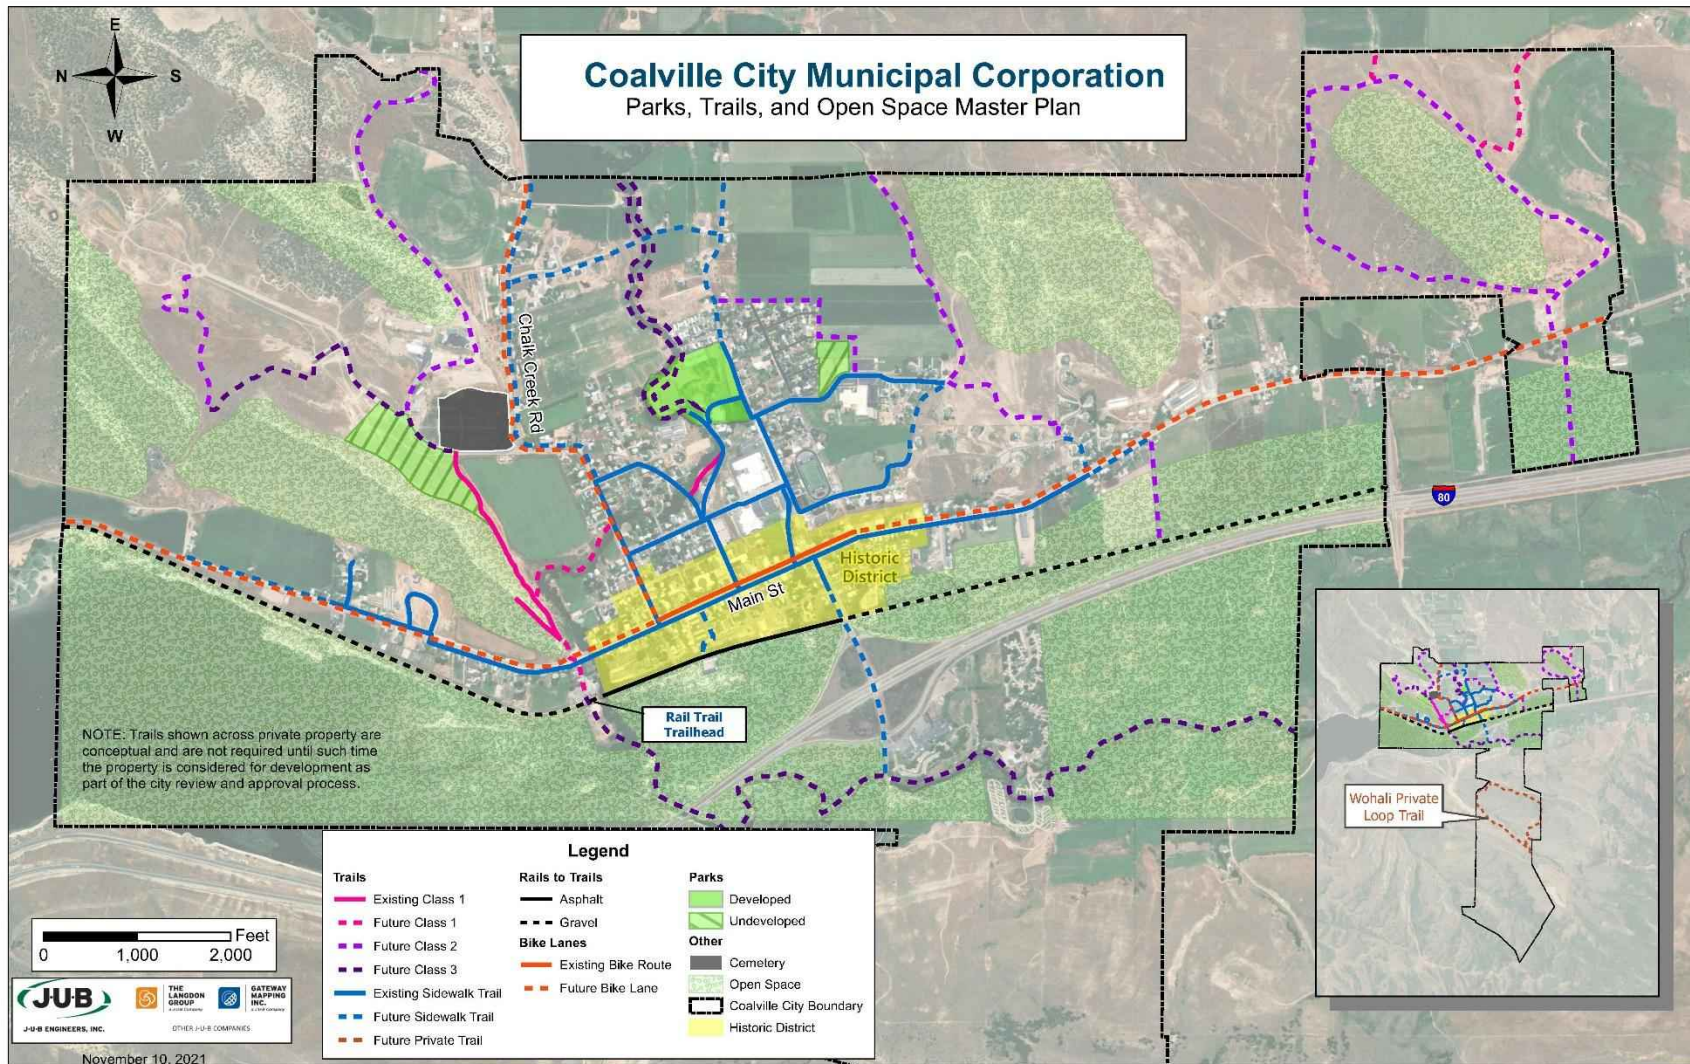 E
N
S
W
Coalville City Municipal Corporation
Parks, Trails, and Open Space Master Plan
Chalk Creek Rd
80
Historic
District
Main St
Rail Trail
Trailhead
NOTE: Trails shown across private property are
conceptual and are not required until such time
the property is considered for development as
part of the city review and approval process.
Wohali Private
Loop Trail
Legend
Trails
Existing Class 1
Future Class 1
Future Class 2
Future Class 3
Existing Sidewalk Trail
Future Sidewalk Trail
Future Private Trail
Rails to Trails
Asphalt
Gravel
Bike Lanes
Existing Bike Route
Future Bike Lane
Parks
Developed
Undeveloped
Other
Cemetery
Open Space
Coalville City Boundary
Historic District
Feet
0 1,000 2,000
J·U·B
J-U-B ENGINEERS, INC.
THE
LANGDON
GROUP
a J-U-B Company
GATEWAY
MAPPING
INC.
a J-U-B Company
OTHER J-U-B COMPANIES
November 10, 2021